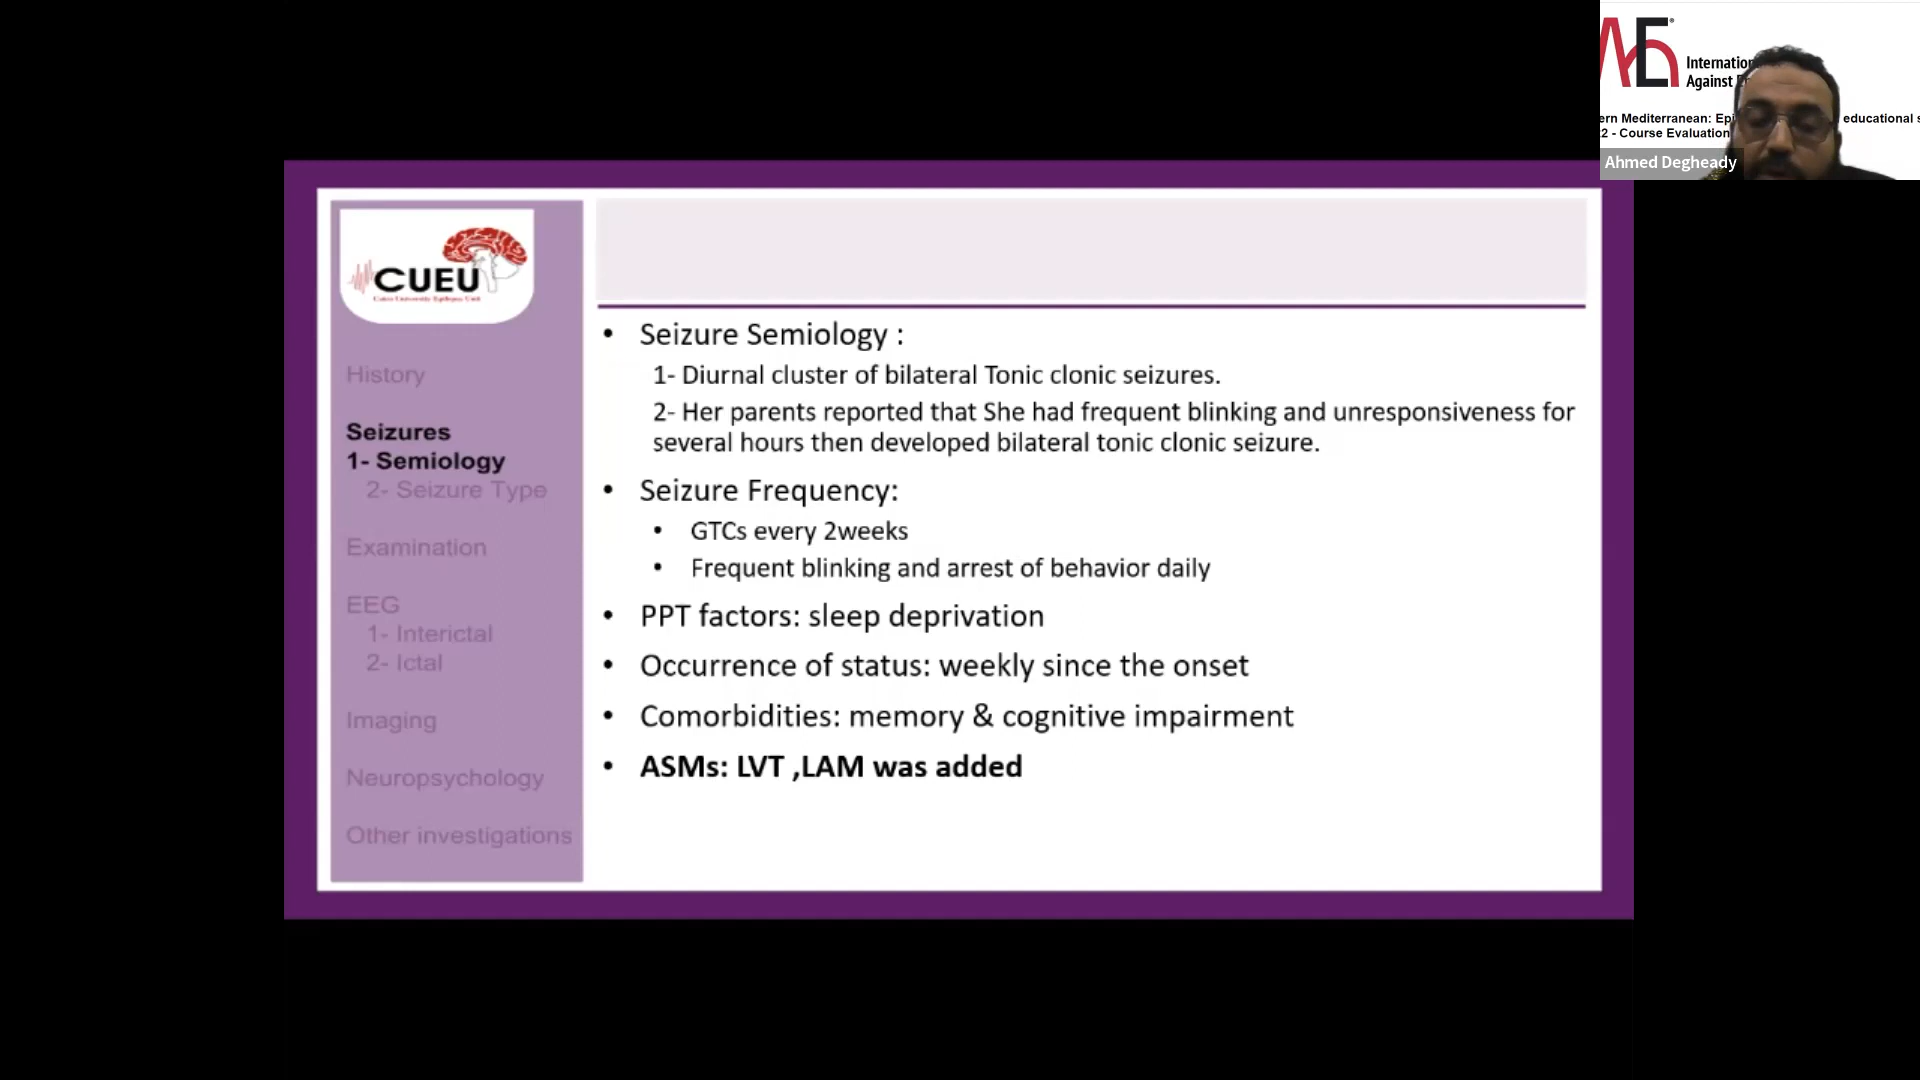 Internation
Against
ern Mediterranean: Epi educational s
2 - Course Evaluation
Ahmed Degheady
CUEU
Cairo University Epilepsy Unit
History
Seizures
1- Semiology
2- Seizure Type
Examination
EEG
1- Interictal
2- Ictal
Imaging
Neuropsychology
Other investigations
• Seizure Semiology :
1- Diurnal cluster of bilateral Tonic clonic seizures.
2- Her parents reported that She had frequent blinking and unresponsiveness for
several hours then developed bilateral tonic clonic seizure.
• Seizure Frequency:
• GTCs every 2weeks
• Frequent blinking and arrest of behavior daily
• PPT factors: sleep deprivation
• Occurrence of status: weekly since the onset
• Comorbidities: memory & cognitive impairment
• ASMs: LVT ,LAM was added